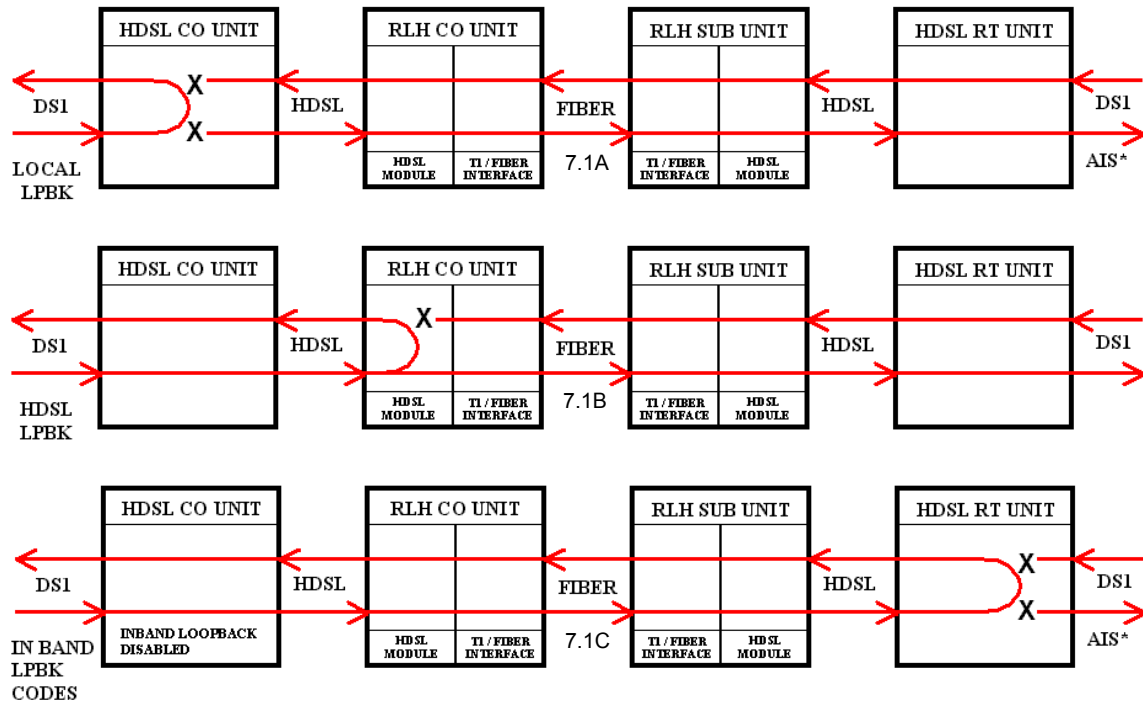 HDSL CO UNIT
RLH CO UNIT
RLH SUB UNIT
HDSL RT UNIT
X
DS1
HDSL
FIBER
HDSL
DS1
X
LOCAL
LPBK
HDSL
MODULE
T1 / FIBER
INTERFACE
7.1A
T1 / FIBER
INTERFACE
HDSL
MODULE
AIS*
HDSL CO UNIT
RLH CO UNIT
RLH SUB UNIT
HDSL RT UNIT
X
DS1
HDSL
FIBER
HDSL
DS1
HDSL
LPBK
HDSL
MODULE
T1 / FIBER
INTERFACE
7.1B
T1 / FIBER
INTERFACE
HDSL
MODULE
HDSL CO UNIT
RLH CO UNIT
RLH SUB UNIT
HDSL RT UNIT
X
DS1
HDSL
FIBER
HDSL
DS1
X
IN BAND
LPBK
CODES
INBAND LOOPBACK
DISABLED
HDSL
MODULE
T1 / FIBER
INTERFACE
7.1C
T1 / FIBER
INTERFACE
HDSL
MODULE
AIS*